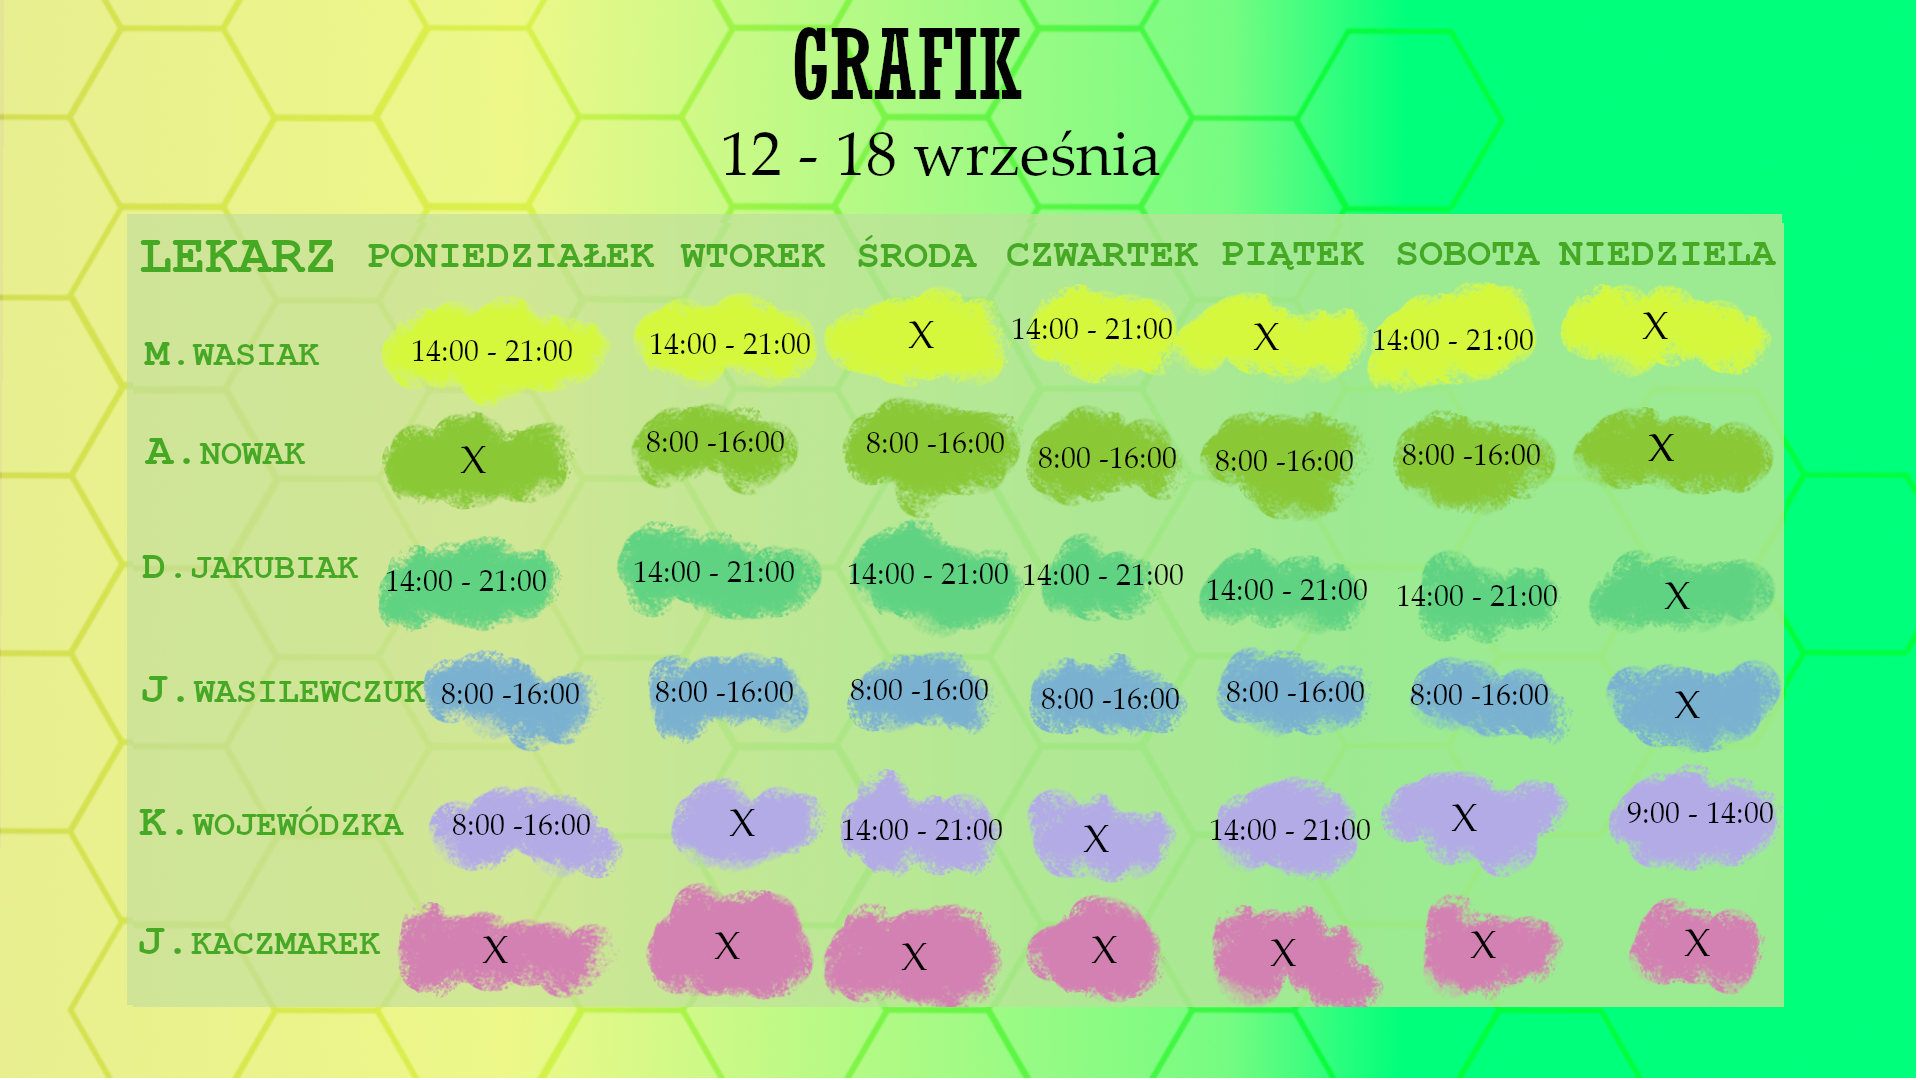 GRAFIK
12 - 18 września
LEKARZ PONIEDZIAŁEK WTOREK ŚRODA CZWARTEK PIĄTEK SOBOTA NIEDZIELA
M.WASIAK 14:00 - 21:00 14:00 - 21:00 X 14:00 - 21:00 X 14:00 - 21:00 X
A.NOWAK X 8:00 -16:00 8:00 -16:00 8:00 -16:00 8:00 -16:00 8:00 -16:00 X
D.JAKUBIAK 14:00 - 21:00 14:00 - 21:00 14:00 - 21:00 14:00 - 21:00 14:00 - 21:00 14:00 - 21:00 X
J.WASILEWCZUK 8:00 -16:00 8:00 -16:00 8:00 -16:00 8:00 -16:00 8:00 -16:00 8:00 -16:00 X
K.WOJEWÓDZKA 8:00 -16:00 X 14:00 - 21:00 X 14:00 - 21:00 X 9:00 - 14:00
J.KACZMAREK X X X X X X X